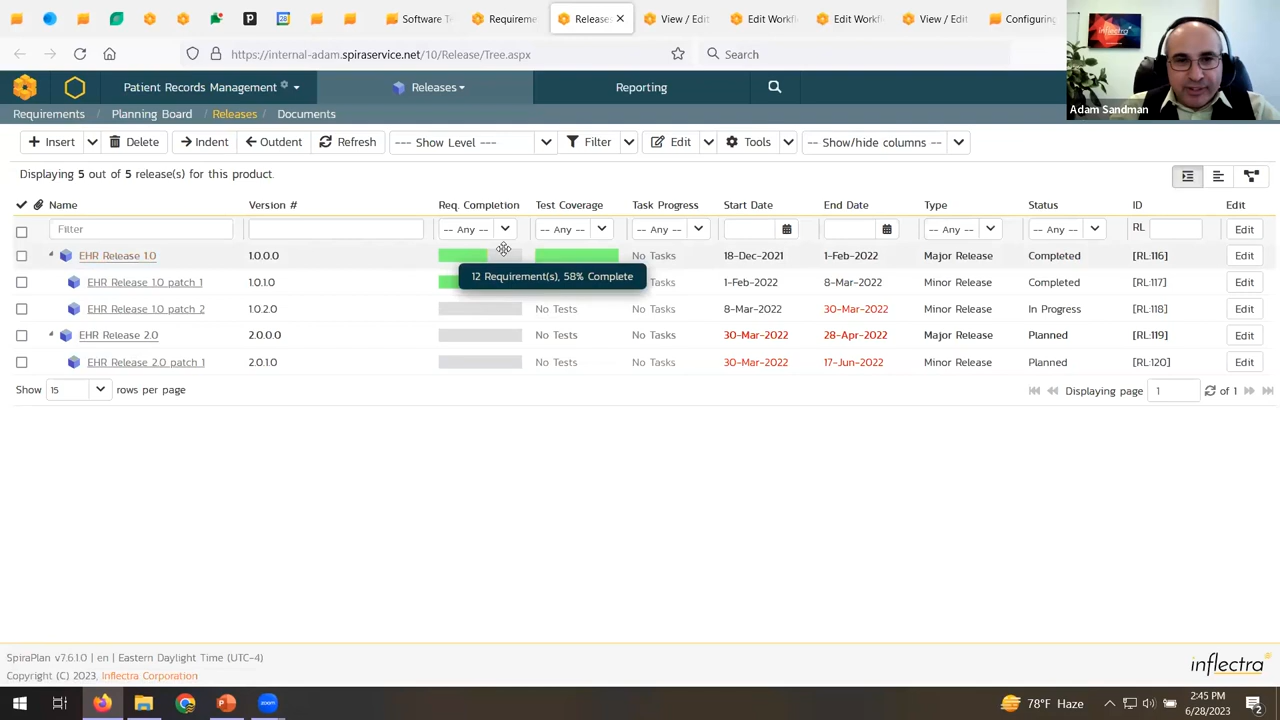 Software T
Requireme
Releases
View / Edit
Edit Workfl
Edit Workfl
View / Edit
Configuring
https://internal-adam.spiraservice.net
/Release/Tree.aspx
Search
inflectra
Adam Sandman
Patient Records Management
Releases
Reporting
Requirements / Planning Board / Releases / Documents
Insert
Delete
Indent
Outdent
Refresh
--- Show Level ---
Filter
Edit
Tools
-- Show/hide columns --
Displaying 5 out of 5 release(s) for this product.
Name Version # Req. Completion Test Coverage Task Progress Start Date End Date Type Status ID Edit
Filter -- Any -- -- Any -- -- Any -- -- Any -- -- Any -- RL Edit
EHR Release 1.0 1.0.0.0 No Tasks 18-Dec-2021 1-Feb-2022 Major Release Completed [RL:116] Edit
12 Requirement(s), 58% Complete
EHR Release 1.0 patch 1 1.0.1.0 Tasks 1-Feb-2022 8-Mar-2022 Minor Release Completed [RL:117] Edit
EHR Release 1.0 patch 2 1.0.2.0 No Tests No Tasks 8-Mar-2022 30-Mar-2022 Minor Release In Progress [RL:118] Edit
EHR Release 2.0 2.0.0.0 No Tests No Tasks 30-Mar-2022 28-Apr-2022 Major Release Planned [RL:119] Edit
EHR Release 2.0 patch 1 2.0.1.0 No Tests No Tasks 30-Mar-2022 17-Jun-2022 Minor Release Planned [RL:120] Edit
Show 15 rows per page
Displaying page 1 of 1
SpiraPlan v7.6.1.0 | en | Eastern Daylight Time (UTC-4)
Copyright (C) 2023, Inflectra Corporation
inflectra
78°F Haze
2:45 PM
6/28/2023
2